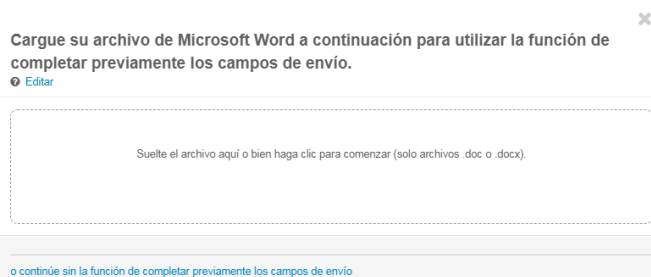 Cargue su archivo de Microsoft Word a continuación para utilizar la función de
completar previamente los campos de envío.
Editar
Suelte el archivo aquí o bien haga clic para comenzar (solo archivos .doc o .docx).
o continúe sin la función de completar previamente los campos de envío